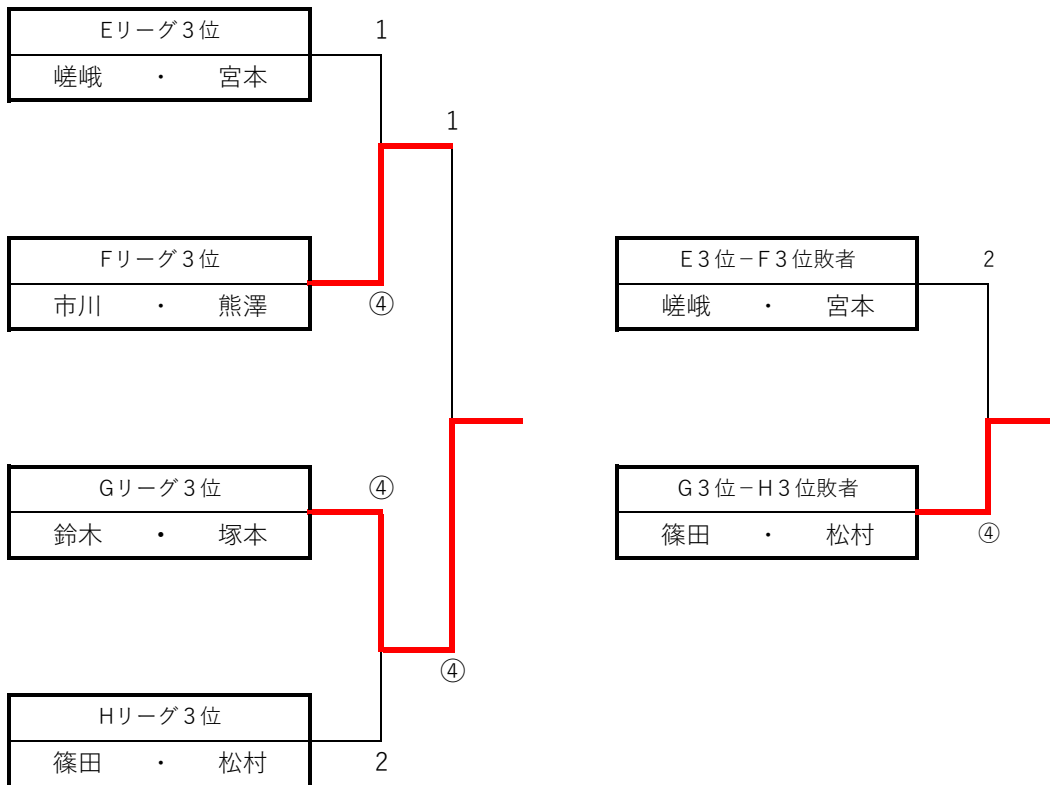 Eリーグ３位
1
嵯峨 ・ 宮本
1
Fリーグ３位
市川 ・ 熊澤
④
Gリーグ３位
④
鈴木 ・ 塚本
④
Hリーグ３位
篠田 ・ 松村
2
E３位－F３位敗者
2
嵯峨 ・ 宮本
G３位－H３位敗者
篠田 ・ 松村
④